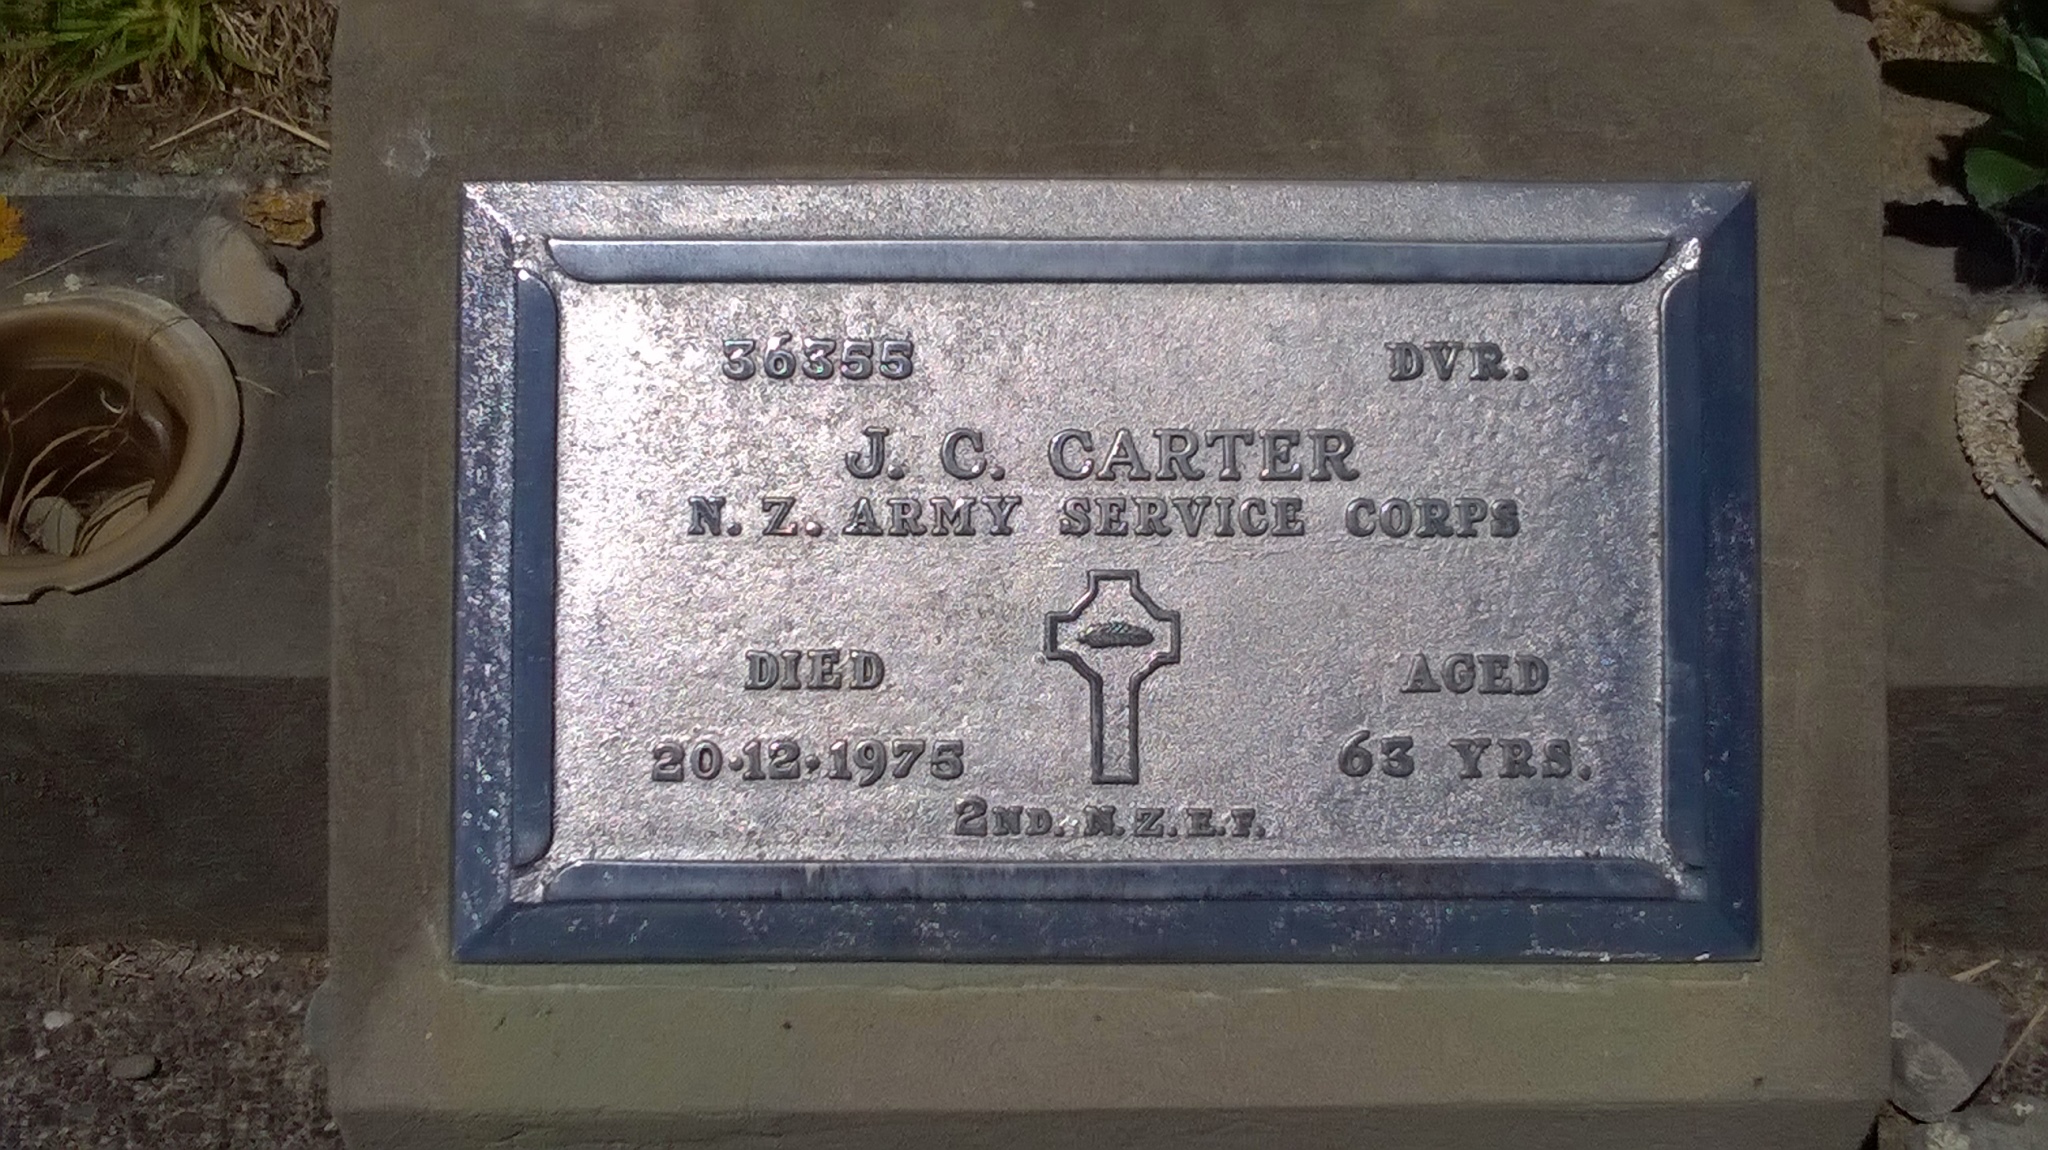 36355 DVR.
J. C. CARTER
N. Z. ARMY SERVICE CORPS
DIED AGED
20·12·1975 63 YRS.
2ND. N.Z.E.F.